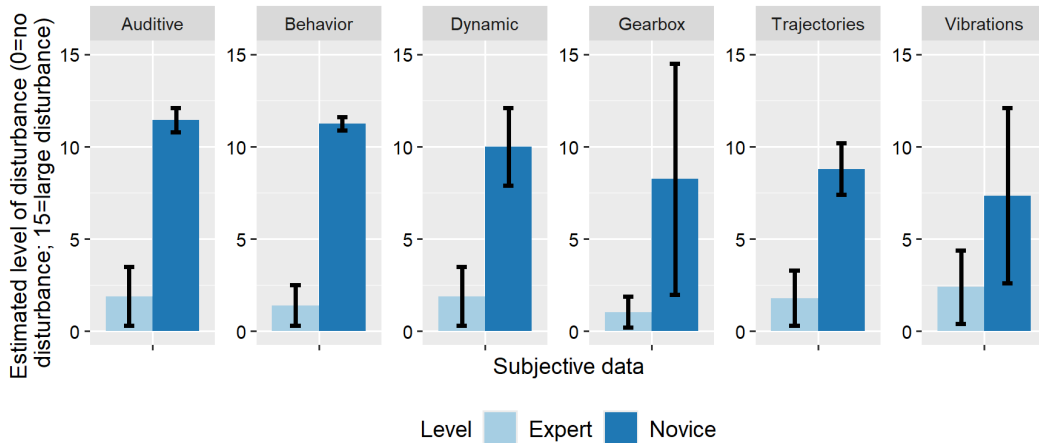 Auditive Behavior Dynamic Gearbox Trajectories Vibrations
Estimated level of disturbance (0=no
disturbance; 15=large disturbance)
15 15 15 15 15 15
10 10 10 10 10 10
5 5 5 5 5 5
0 0 0 0 0 0
Subjective data
Level Expert Novice